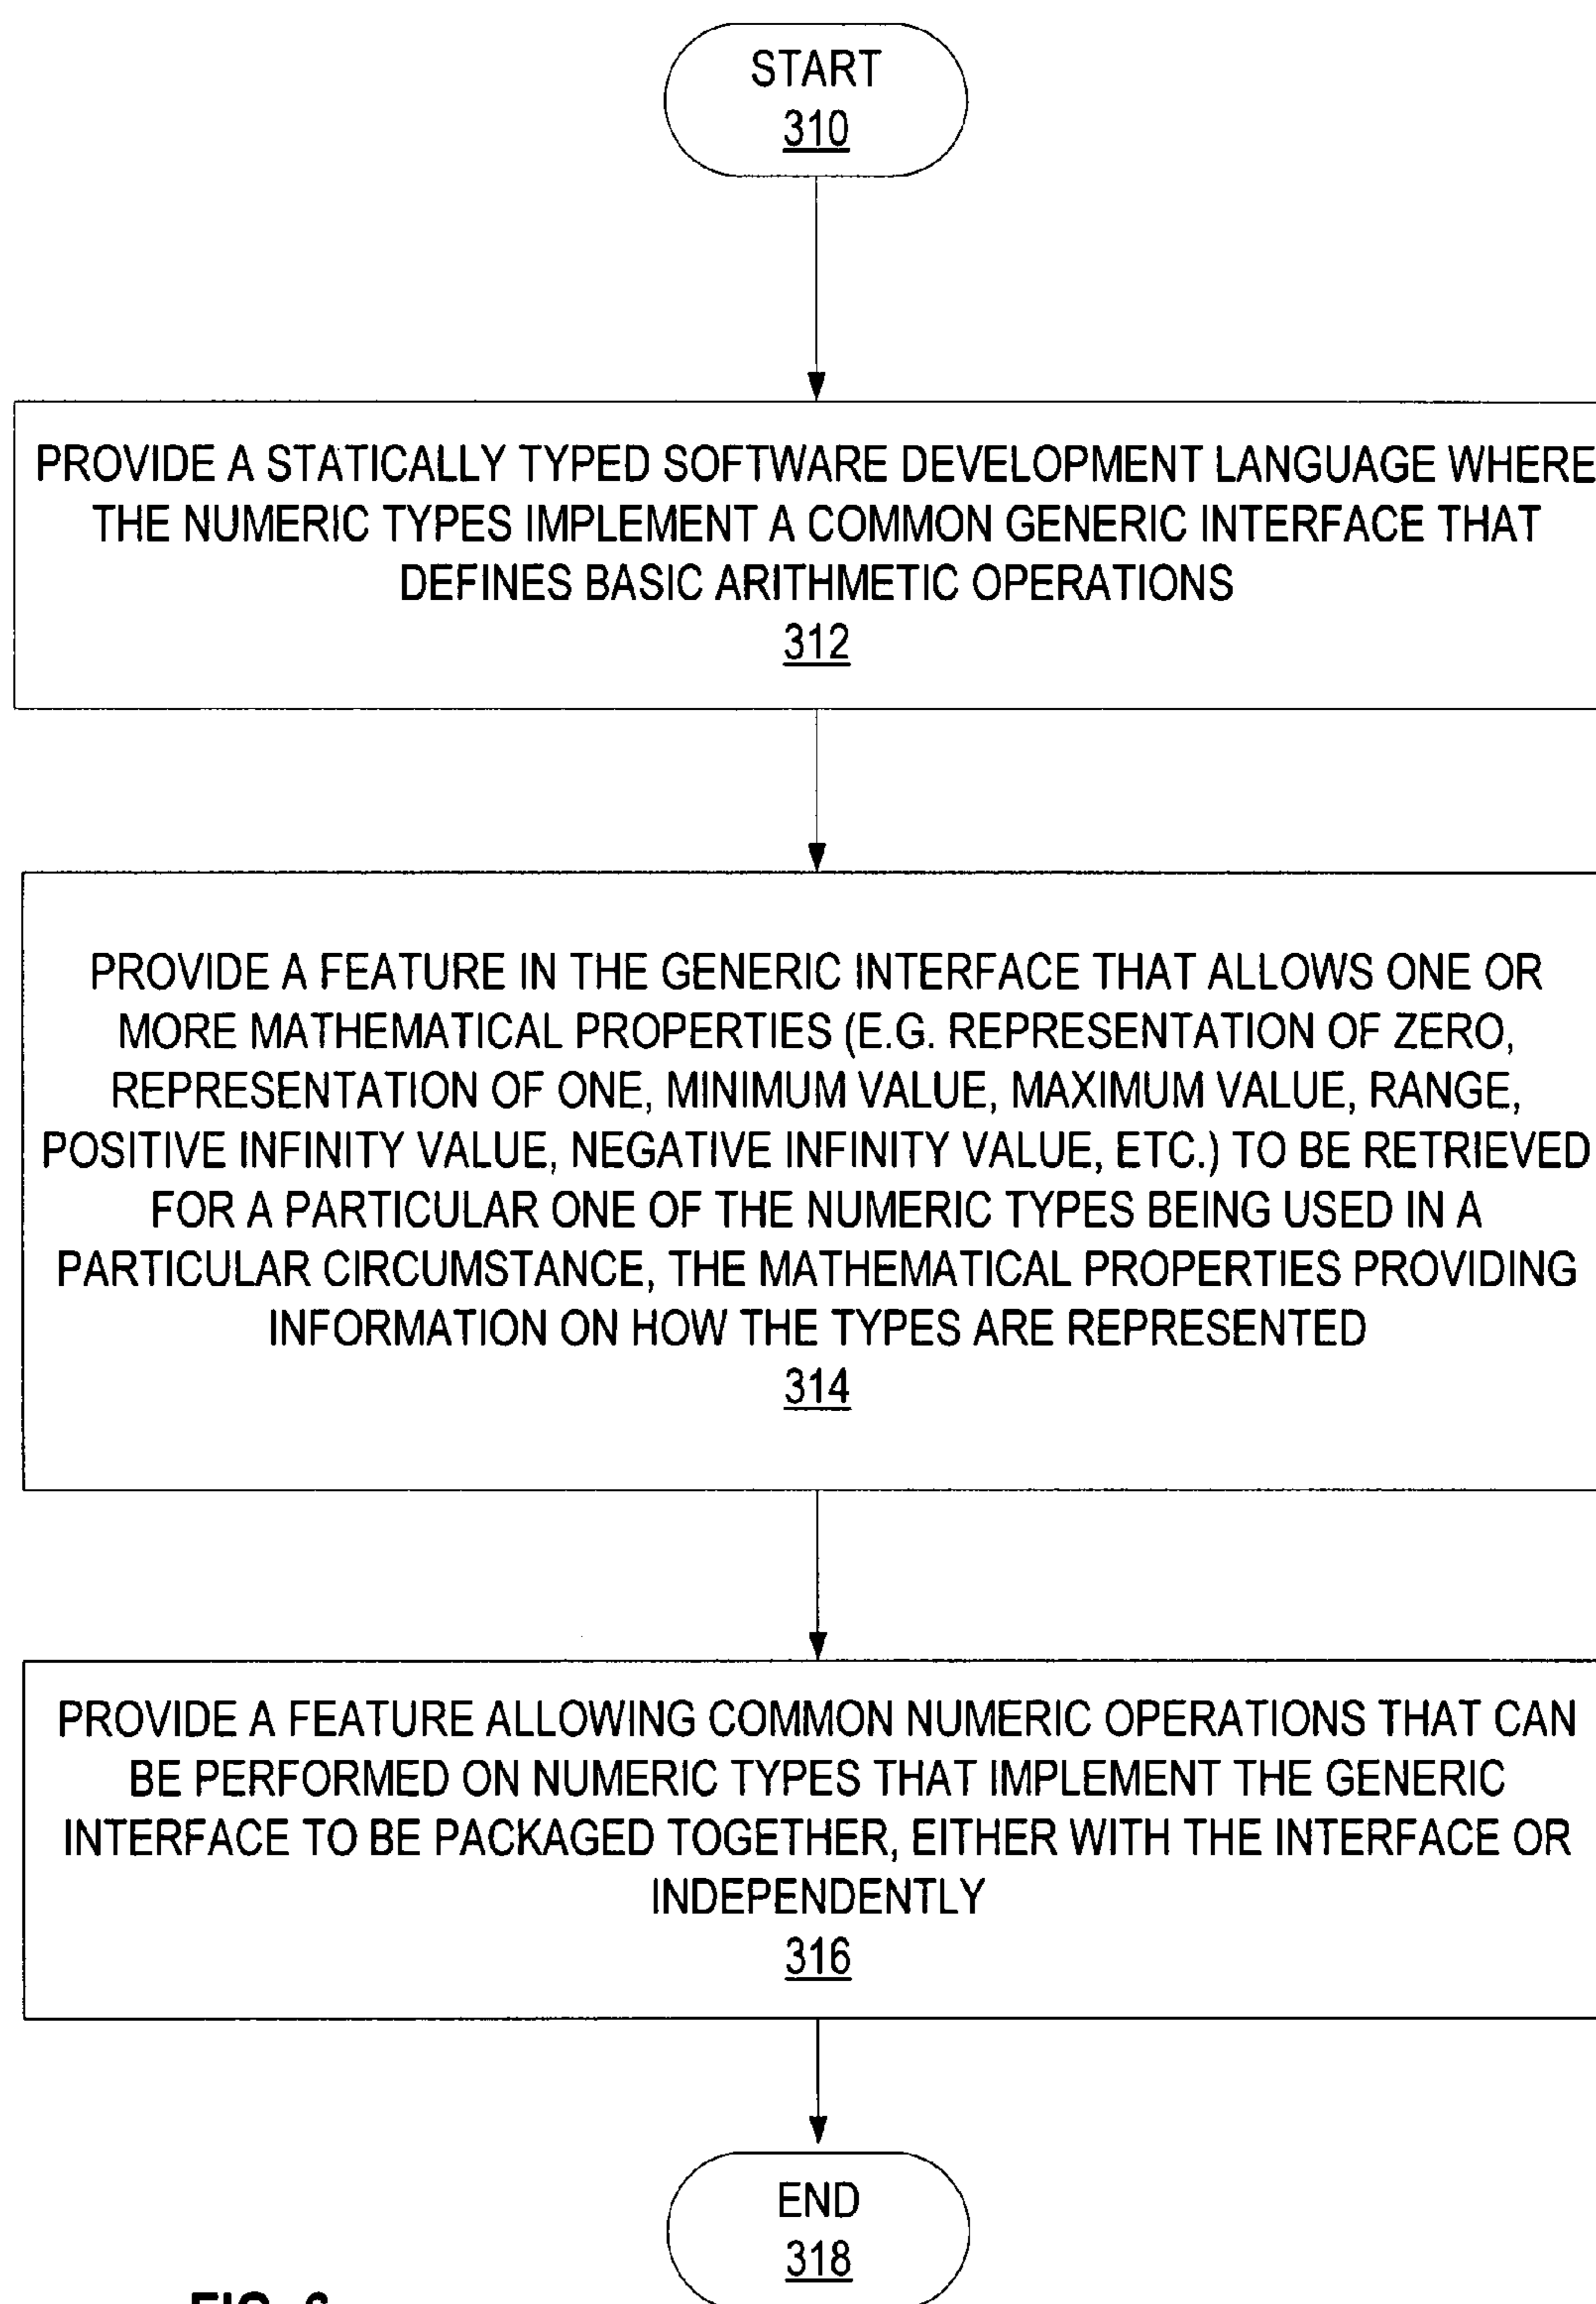 START
310
PROVIDE A STATICALLY TYPED SOFTWARE DEVELOPMENT LANGUAGE WHERE
THE NUMERIC TYPES IMPLEMENT A COMMON GENERIC INTERFACE THAT
DEFINES BASIC ARITHMETIC OPERATIONS
312
PROVIDE A FEATURE IN THE GENERIC INTERFACE THAT ALLOWS ONE OR
MORE MATHEMATICAL PROPERTIES (E.G. REPRESENTATION OF ZERO,
REPRESENTATION OF ONE, MINIMUM VALUE, MAXIMUM VALUE, RANGE,
POSITIVE INFINITY VALUE, NEGATIVE INFINITY VALUE, ETC.) TO BE RETRIEVED
FOR A PARTICULAR ONE OF THE NUMERIC TYPES BEING USED IN A
PARTICULAR CIRCUMSTANCE, THE MATHEMATICAL PROPERTIES PROVIDING
INFORMATION ON HOW THE TYPES ARE REPRESENTED
314
PROVIDE A FEATURE ALLOWING COMMON NUMERIC OPERATIONS THAT CAN
BE PERFORMED ON NUMERIC TYPES THAT IMPLEMENT THE GENERIC
INTERFACE TO BE PACKAGED TOGETHER, EITHER WITH THE INTERFACE OR
INDEPENDENTLY
316
END
318